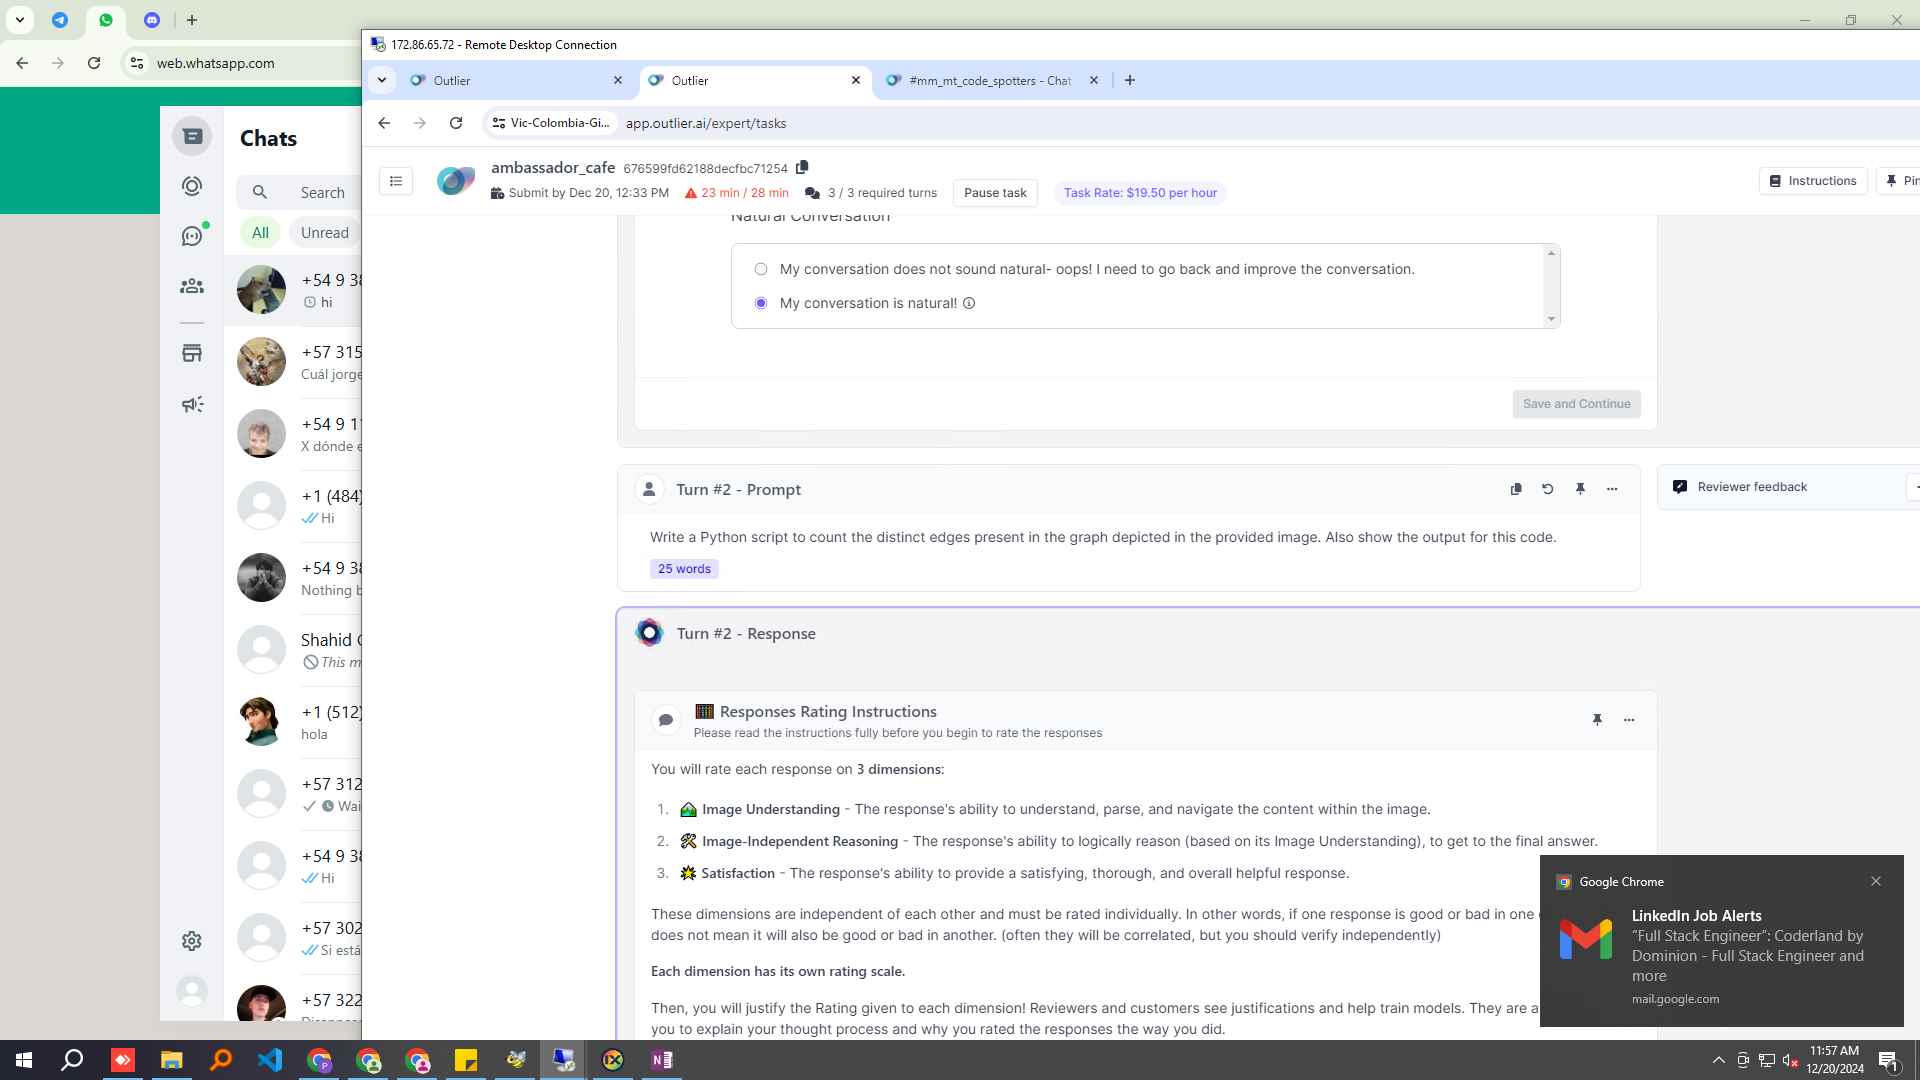 web.whatsapp.com
172.86.65.72 - Remote Desktop Connection
Outlier
Outlier
#mm_mt_code_spotters - Chat
Vic-Colombia-Gi...
app.outlier.ai/expert/tasks
Chats
Search
All
Unread
+54 9 38
hi
+57 315
Cuál jorge
+54 9 11
X dónde e
+1 (484)
Hi
+54 9 38
Nothing b
Shahid
This m
+1 (512)
hola
+57 312
Wai
+54 9 38
Hi
+57 302
Si está
+57 322
ambassador_cafe 676599fd62188decfbc71254
Submit by Dec 20, 12:33 PM
23 min / 28 min
3 / 3 required turns
Pause task
Task Rate: $19.50 per hour
Instructions
Pin
Natural Conversation
My conversation does not sound natural- oops! I need to go back and improve the conversation.
My conversation is natural!
Save and Continue
Turn #2 - Prompt
Write a Python script to count the distinct edges present in the graph depicted in the provided image. Also show the output for this code.
25 words
Reviewer feedback
Turn #2 - Response
Responses Rating Instructions
Please read the instructions fully before you begin to rate the responses
You will rate each response on 3 dimensions:
1. Image Understanding - The response's ability to understand, parse, and navigate the content within the image.
2. Image-Independent Reasoning - The response's ability to logically reason (based on its Image Understanding), to get to the final answer.
3. Satisfaction - The response's ability to provide a satisfying, thorough, and overall helpful response.
These dimensions are independent of each other and must be rated individually. In other words, if one response is good or bad in one
does not mean it will also be good or bad in another. (often they will be correlated, but you should verify independently)
Each dimension has its own rating scale.
Then, you will justify the Rating given to each dimension! Reviewers and customers see justifications and help train models. They are a
you to explain your thought process and why you rated the responses the way you did.
Google Chrome
LinkedIn Job Alerts
“Full Stack Engineer”: Coderland by
Dominion - Full Stack Engineer and
more
mail.google.com
11:57 AM
12/20/2024
1